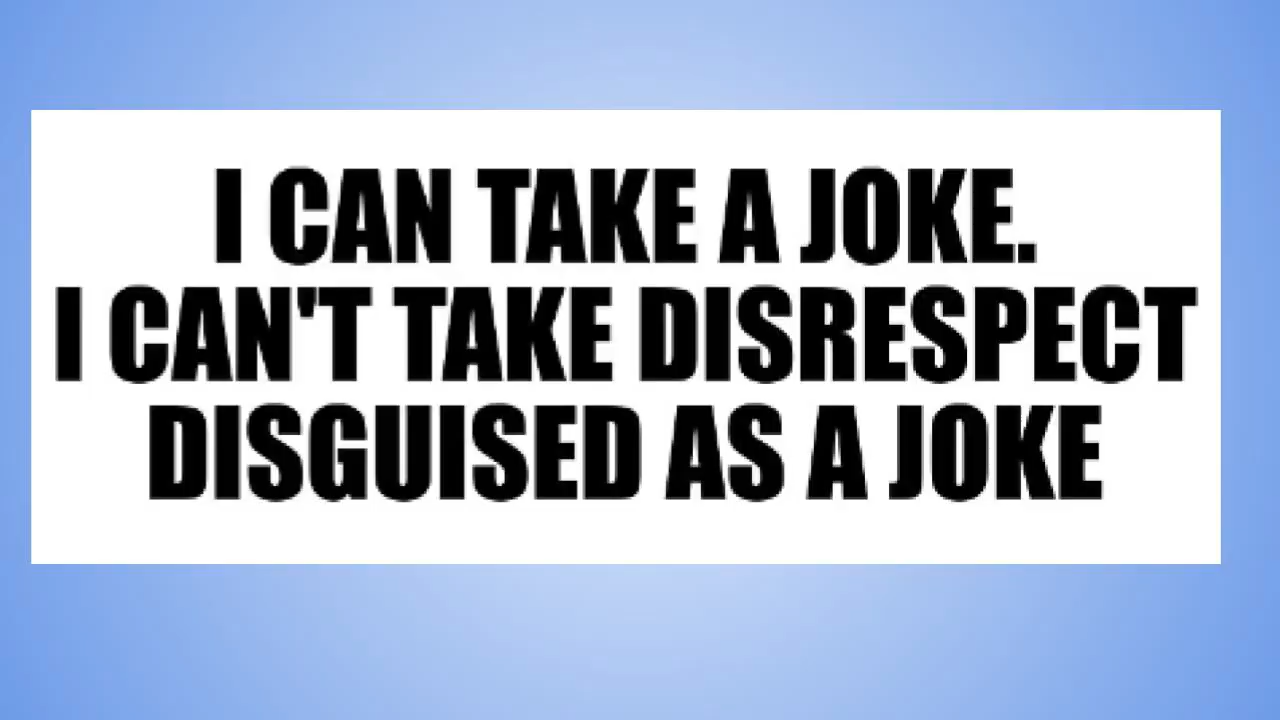 I CAN TAKE A JOKE.
I CAN'T TAKE DISRESPECT
DISGUISED AS A JOKE